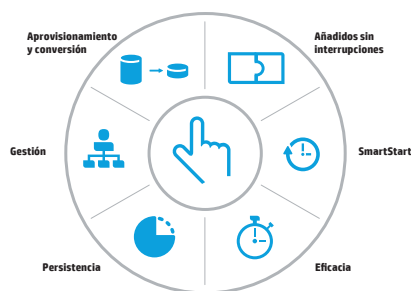 Aprovisionamiento
y conversión
Añadidos sin
interrupciones
Gestión
SmartStart
Persistencia
Eficacia